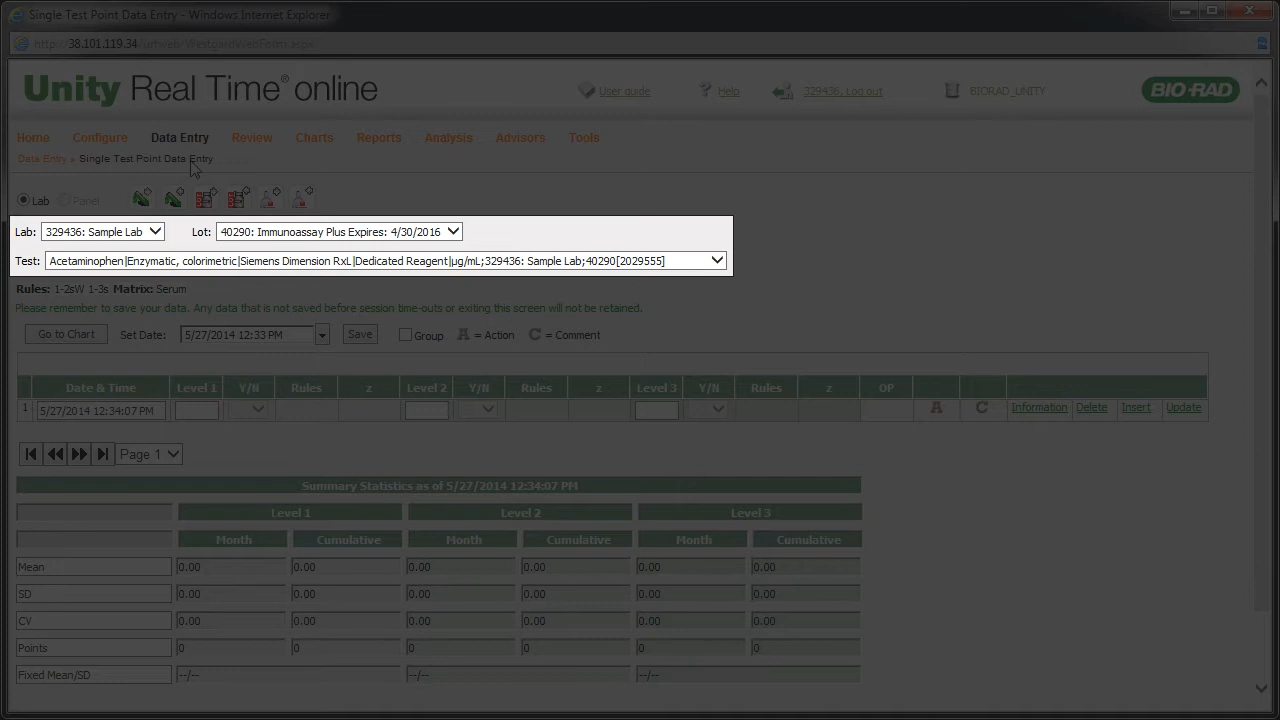 Single Test Point Data Entry - Windows Internet Explorer
http://38.101.119.34/urtweb/WestgardWebForm.aspx
Unity Real Time® online
User guide Help 329436, Log out BIORAD_UNITY BIO-RAD
Home Configure Data Entry Review Charts Reports Analysis Advisors Tools
Data Entry » Single Test Point Data Entry
Lab Panel
Lab: 329436: Sample Lab Lot: 40290: Immunoassay Plus Expires: 4/30/2016
Test: Acetaminophen|Enzymatic, colorimetric|Siemens Dimension RxL|Dedicated Reagent|µg/mL;329436: Sample Lab;40290[2029555]
Rules: 1-2sW 1-3s Matrix: Serum
Please remember to save your data. Any data that is not saved before session time-outs or exiting this screen will not be retained.
Go to Chart Set Date: 5/27/2014 12:33 PM Save Group A = Action C = Comment
Date & Time Level 1 Y/N Rules z Level 2 Y/N Rules z Level 3 Y/N Rules z OP
1 5/27/2014 12:34:07 PM A C Information Delete Insert Update
Page 1
Summary Statistics as of 5/27/2014 12:34:07 PM
Level 1 Level 2 Level 3
Month Cumulative Month Cumulative Month Cumulative
Mean 0.00 0.00 0.00 0.00 0.00 0.00
SD 0.00 0.00 0.00 0.00 0.00 0.00
CV 0.00 0.00 0.00 0.00 0.00 0.00
Points 0 0 0 0 0 0
Fixed Mean/SD --/-- --/-- --/--